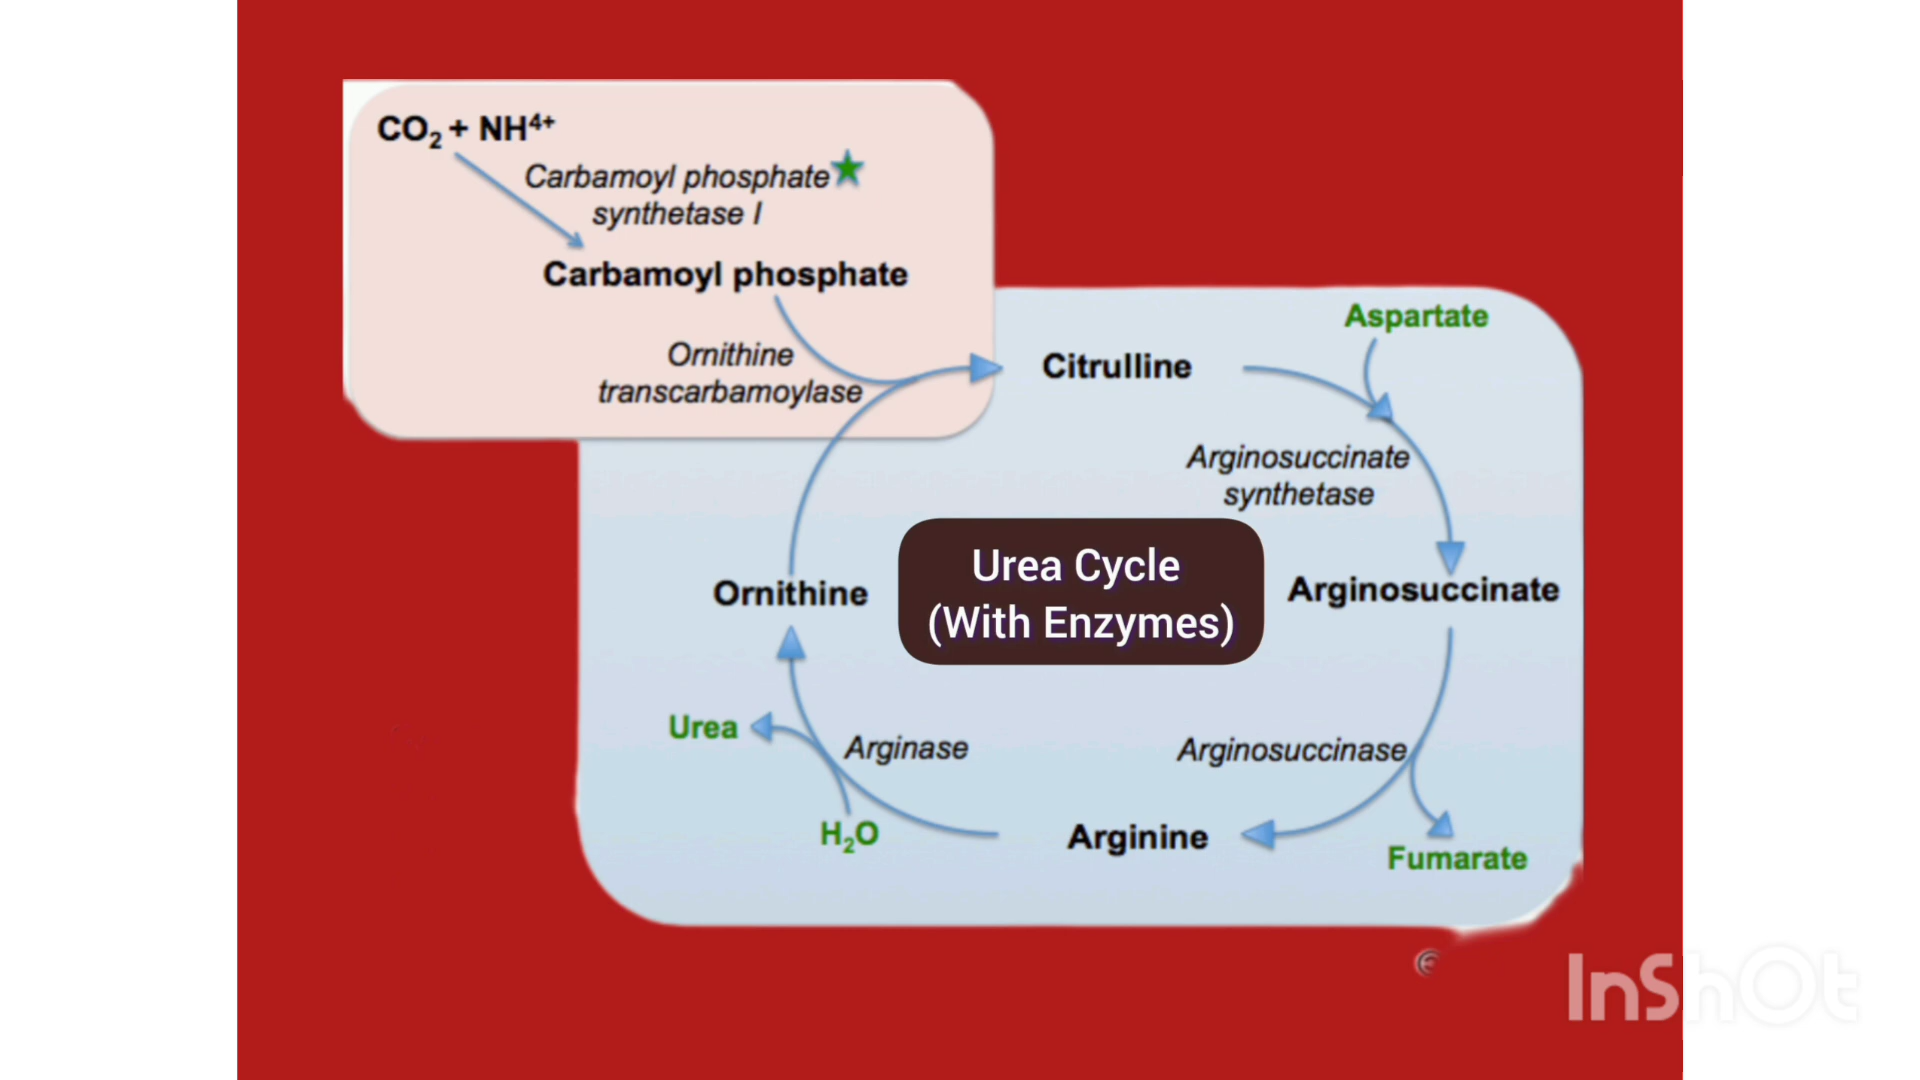 CO₂ + NH⁴⁺
Carbamoyl phosphate
synthetase I
Carbamoyl phosphate
Ornithine
transcarbamoylase
Citrulline
Aspartate
Arginosuccinate
synthetase
Ornithine
Urea Cycle
(With Enzymes)
Arginosuccinate
Urea
Arginase
Arginosuccinase
H₂O
Arginine
Fumarate
InShOt